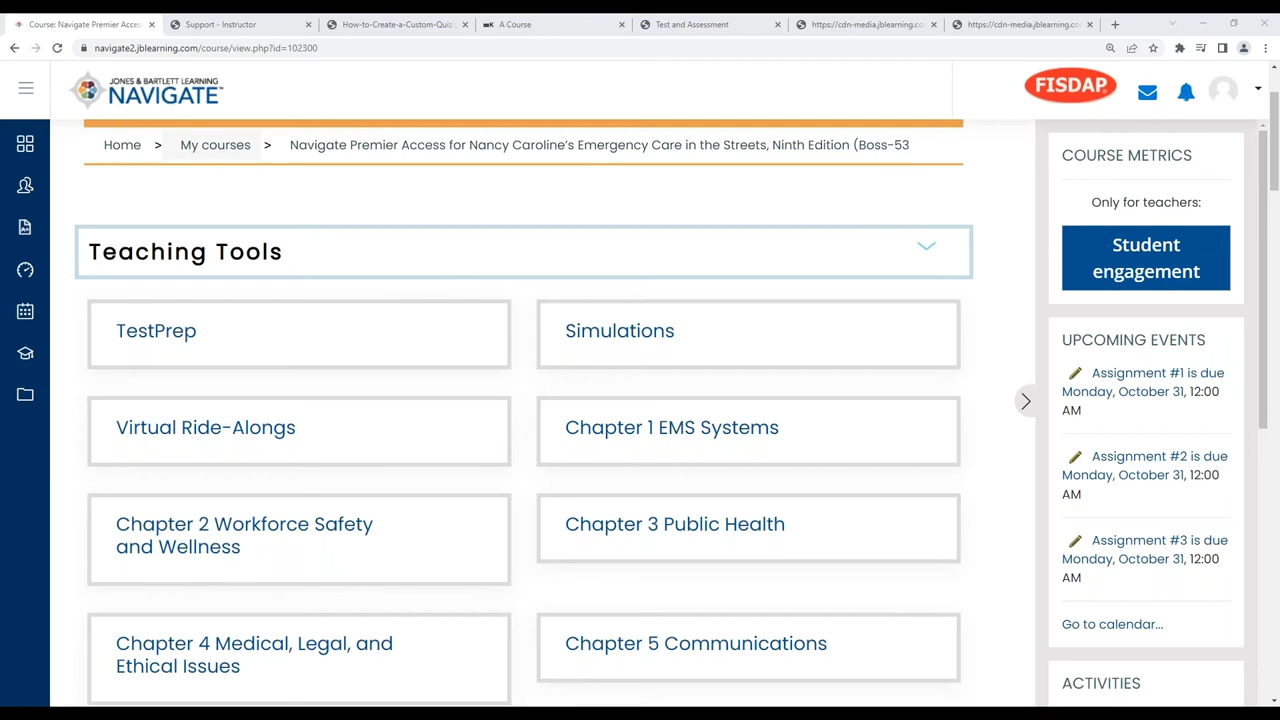 Course: Navigate Premier Acces
Support - Instructor
How-to-Create-a-Custom-Quiz
A Course
Test and Assessment
https://cdn-media.jblearning.co
https://cdn-media.jblearning.co
navigate2.jblearning.com/course/view.php?id=102300
JONES & BARTLETT LEARNING
NAVIGATE
FISDAP
Home > My courses > Navigate Premier Access for Nancy Caroline’s Emergency Care in the Streets, Ninth Edition (Boss-53
Teaching Tools
TestPrep
Simulations
Virtual Ride-Alongs
Chapter 1 EMS Systems
Chapter 2 Workforce Safety
and Wellness
Chapter 3 Public Health
Chapter 4 Medical, Legal, and
Ethical Issues
Chapter 5 Communications
COURSE METRICS
Only for teachers:
Student
engagement
UPCOMING EVENTS
Assignment #1 is due
Monday, October 31, 12:00
AM
Assignment #2 is due
Monday, October 31, 12:00
AM
Assignment #3 is due
Monday, October 31, 12:00
AM
Go to calendar...
ACTIVITIES